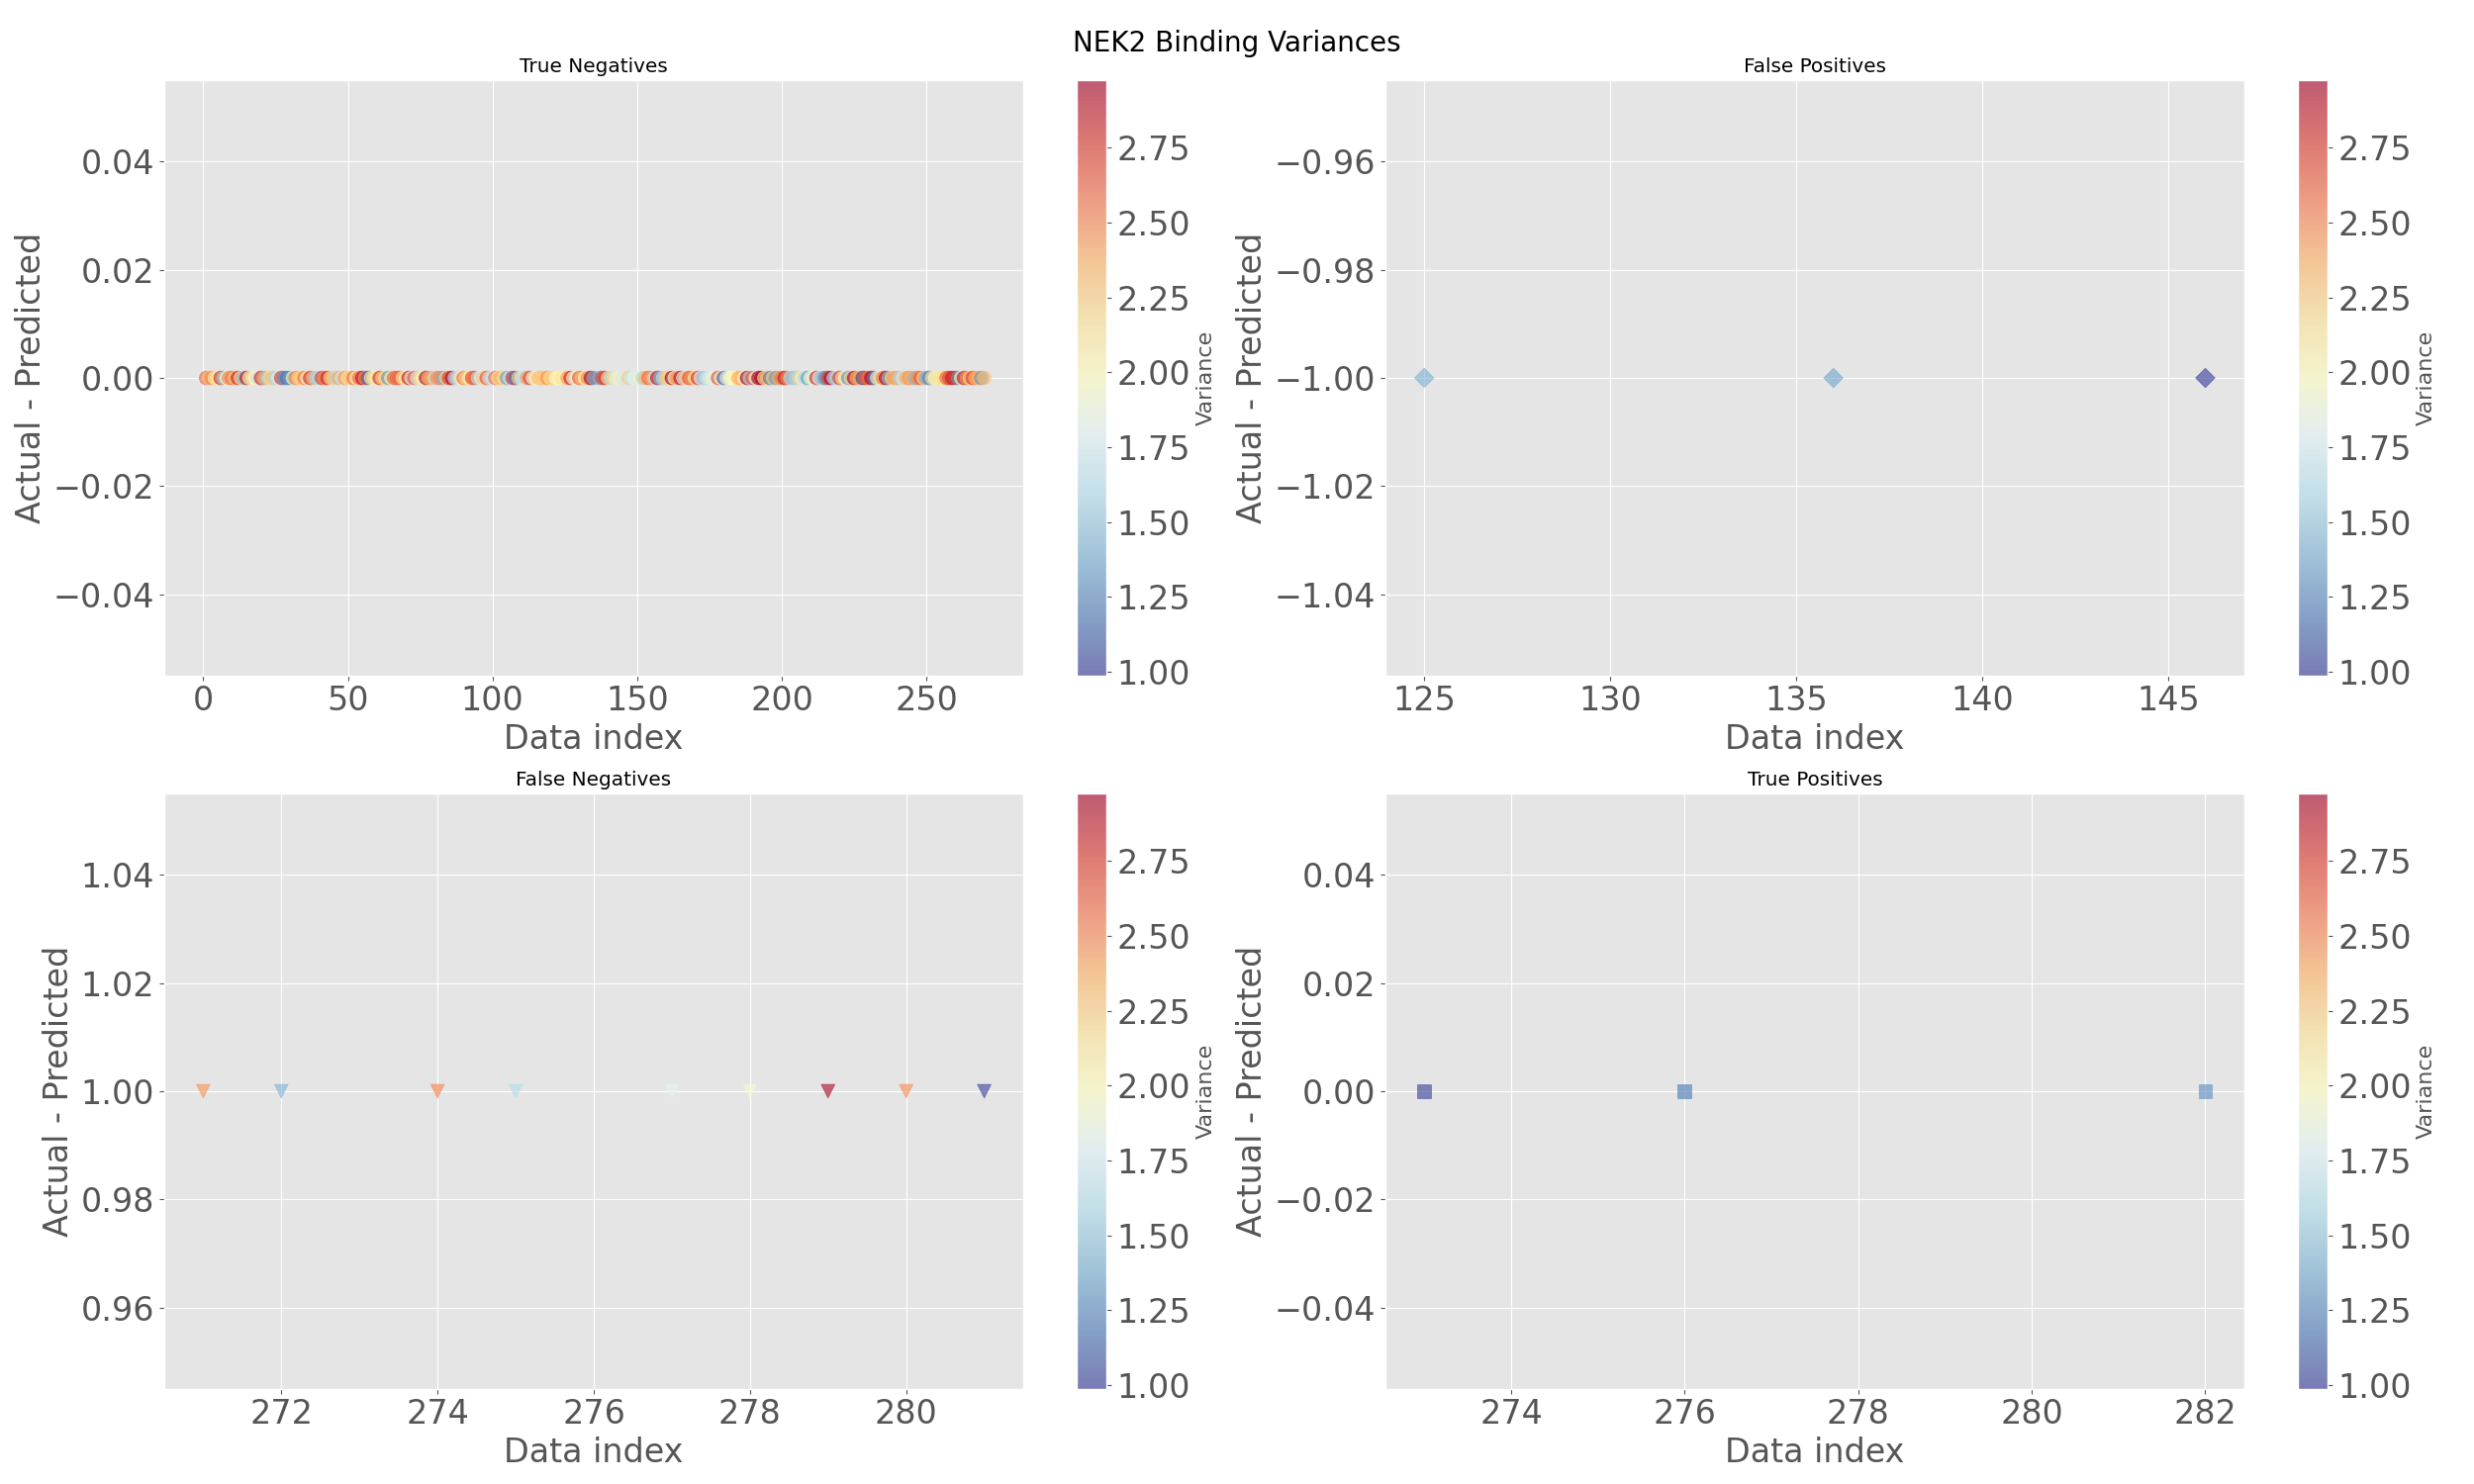 NEK2 Binding Variances
True Negatives
Actual - Predicted
0.04
0.02
0.00
−0.02
−0.04
0 50 100 150 200 250
Data index
2.75
2.50
2.25
2.00
1.75
1.50
1.25
1.00
Variance
False Positives
Actual - Predicted
−0.96
−0.98
−1.00
−1.02
−1.04
125 130 135 140 145
Data index
2.75
2.50
2.25
2.00
1.75
1.50
1.25
1.00
Variance
False Negatives
Actual - Predicted
1.04
1.02
1.00
0.98
0.96
272 274 276 278 280
Data index
2.75
2.50
2.25
2.00
1.75
1.50
1.25
1.00
Variance
True Positives
Actual - Predicted
0.04
0.02
0.00
−0.02
−0.04
274 276 278 280 282
Data index
2.75
2.50
2.25
2.00
1.75
1.50
1.25
1.00
Variance